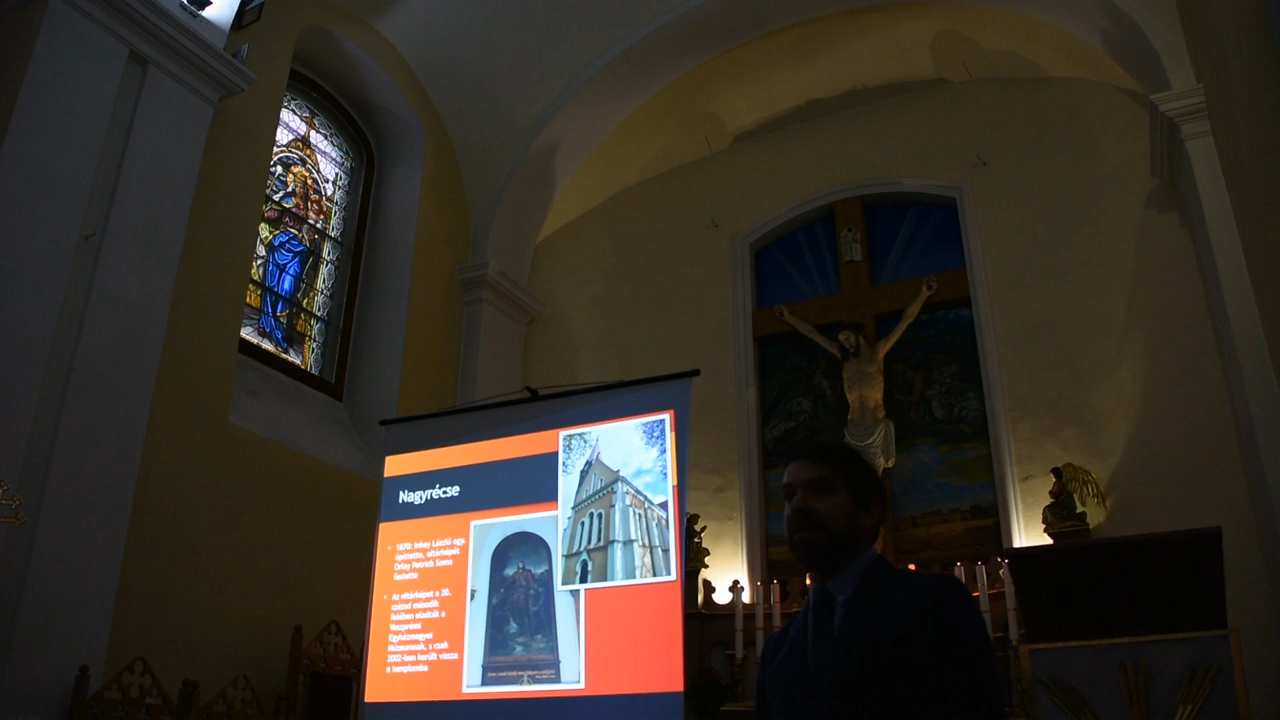 Nagyrécse
• 1870: Inkey László egy.
építtette, oltárképét
Orlay Petrich Soma
festette
• Az oltárképet a 20.
század második
felében eladták a
Veszprémi
Egyházmegyei
Múzeumnak, s csak
2002-ben került vissza
a templomba